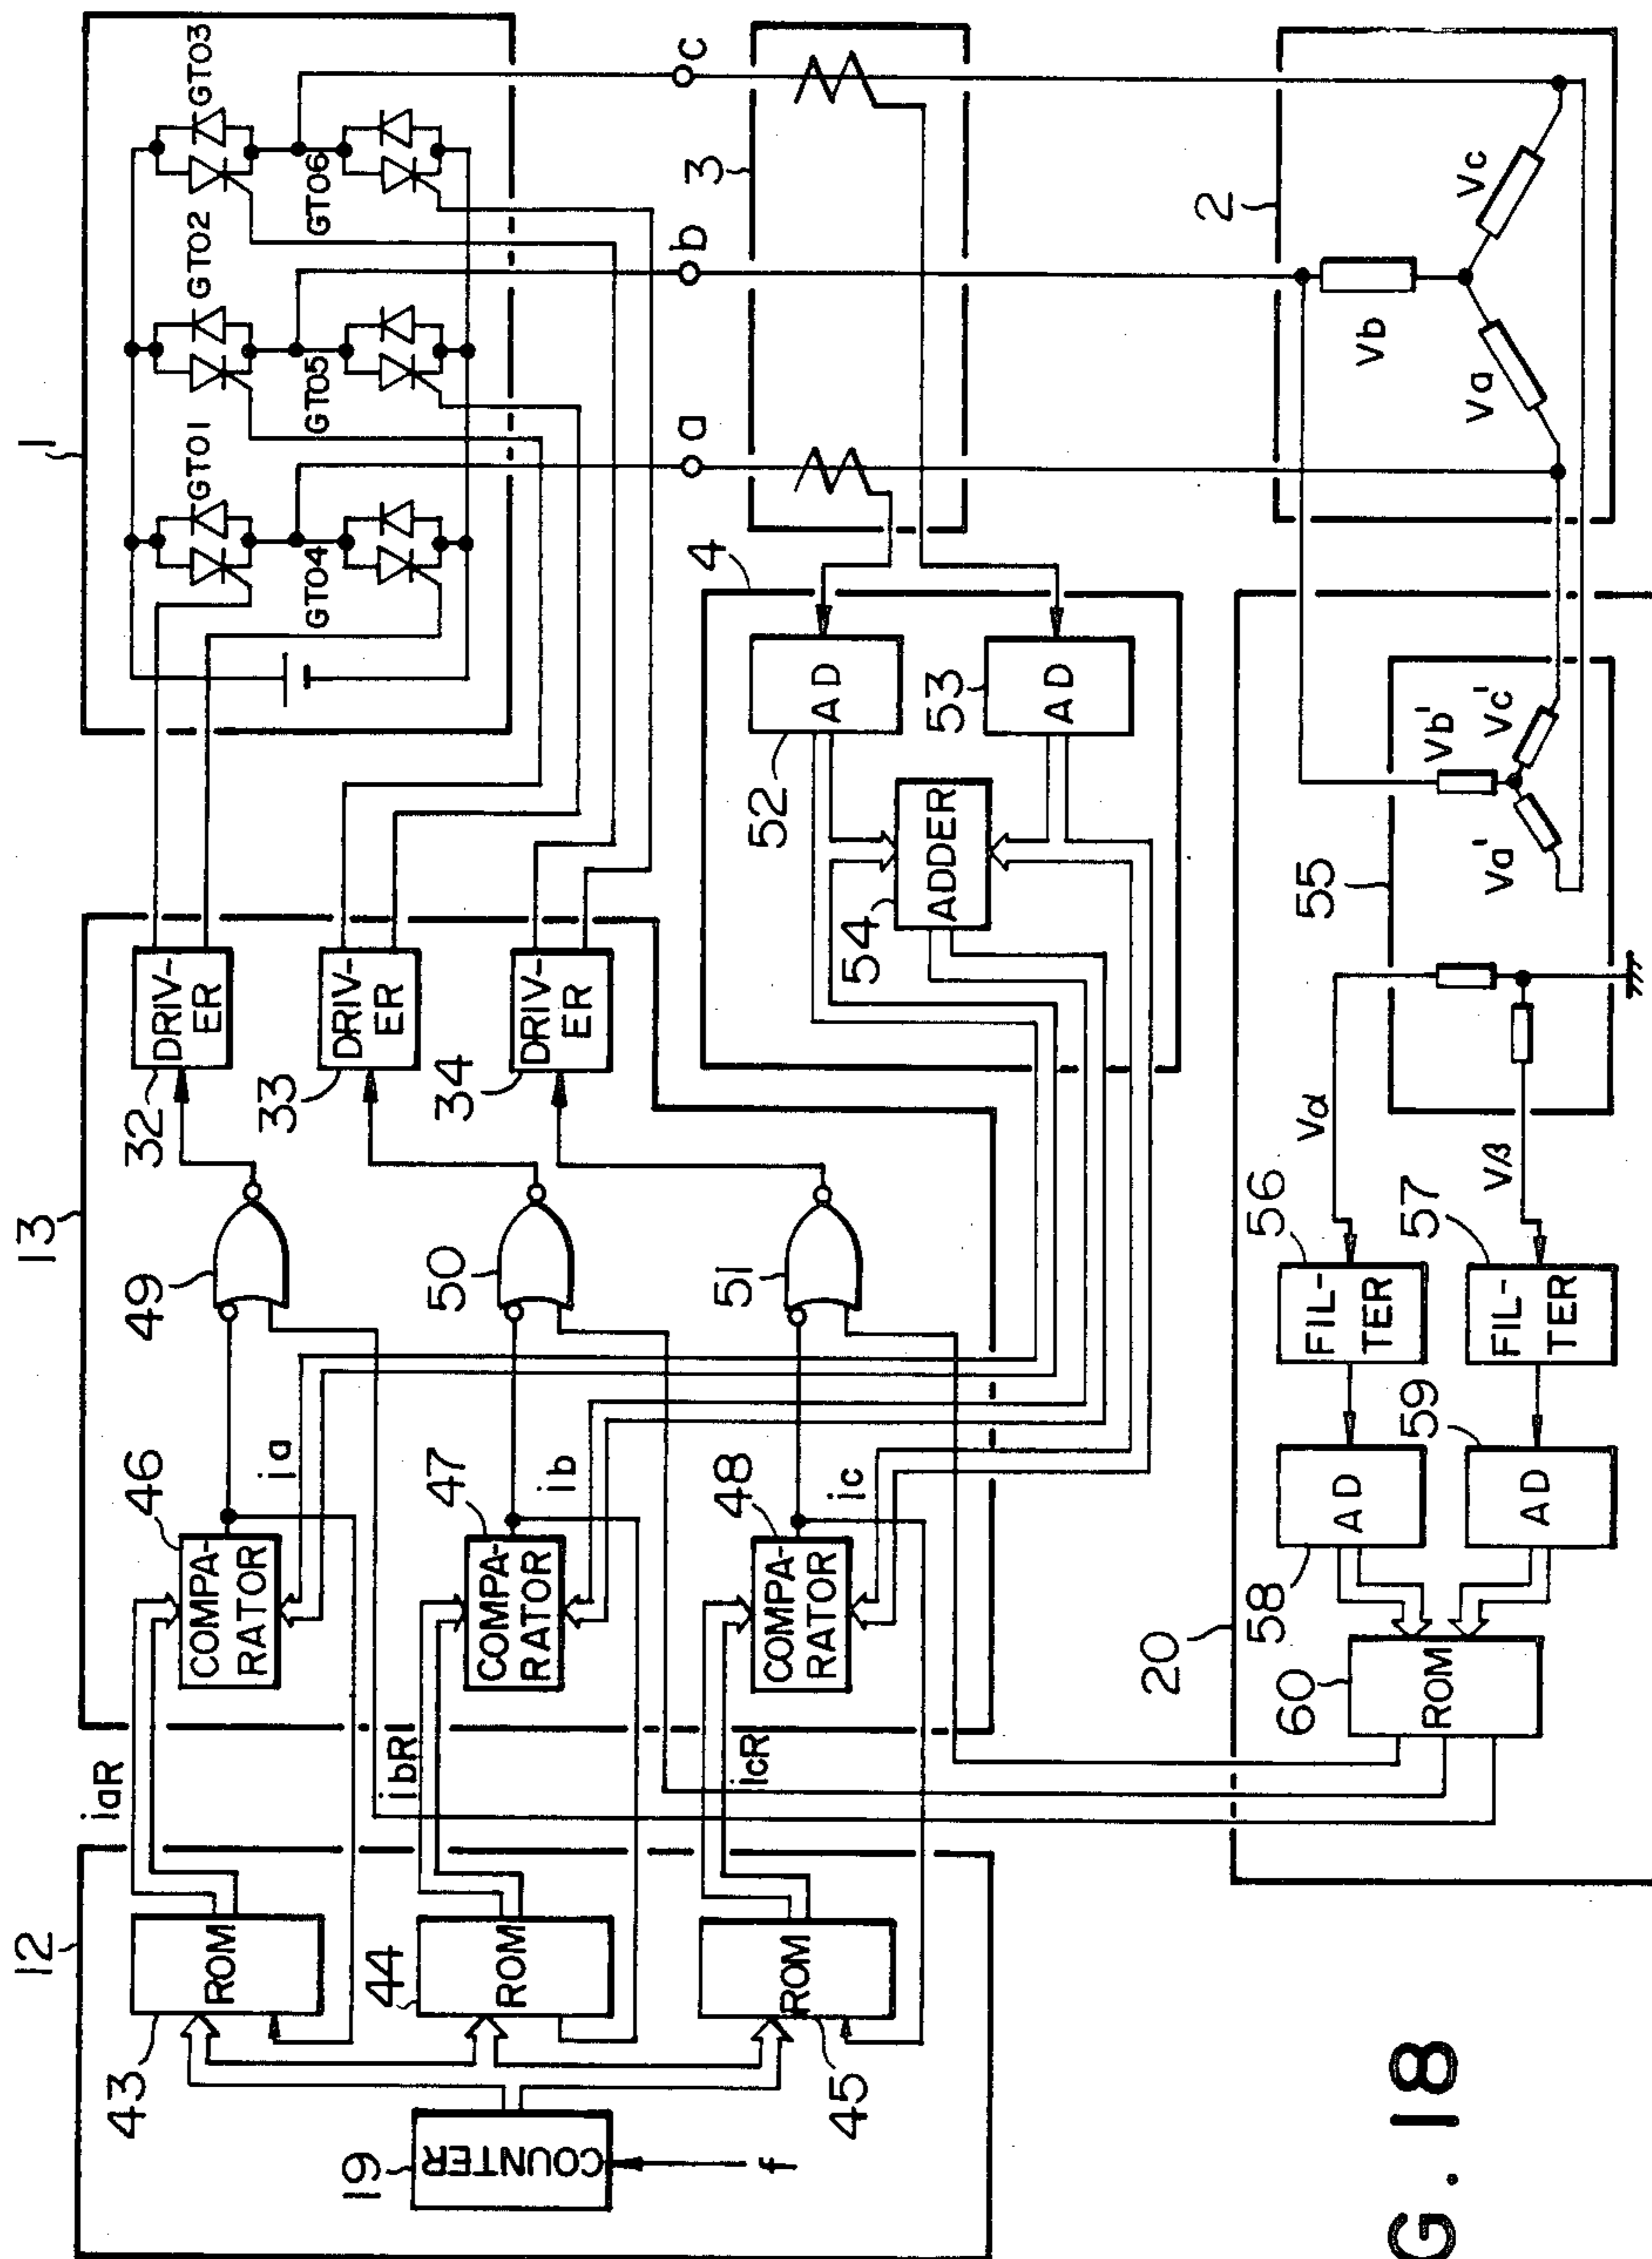 12
43
ROM
iaR
44
ROM
ibR
45
ROM
icR
19
COUNTER
f
13
46
COMPA-
RATOR
ia
47
COMPA-
RATOR
ib
48
COMPA-
RATOR
ic
49
50
51
32
DRIV-
ER
33
DRIV-
ER
34
DRIV-
ER
1
GTO1
GTO2
GTO3
GTO4
GTO5
GTO6
a
b
c
3
4
52
AD
53
AD
54
ADDER
2
Vb
Va
Vc
20
55
Vb'
Va'
Vc'
Vα
Vβ
56
FIL-
TER
57
FIL-
TER
58
AD
59
AD
60
ROM
G. 18